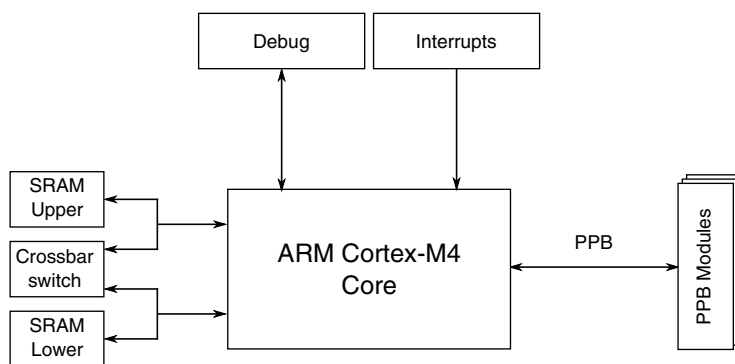 Debug
Interrupts
SRAM
Upper
Crossbar
switch
SRAM
Lower
ARM Cortex-M4
Core
PPB
PPB Modules